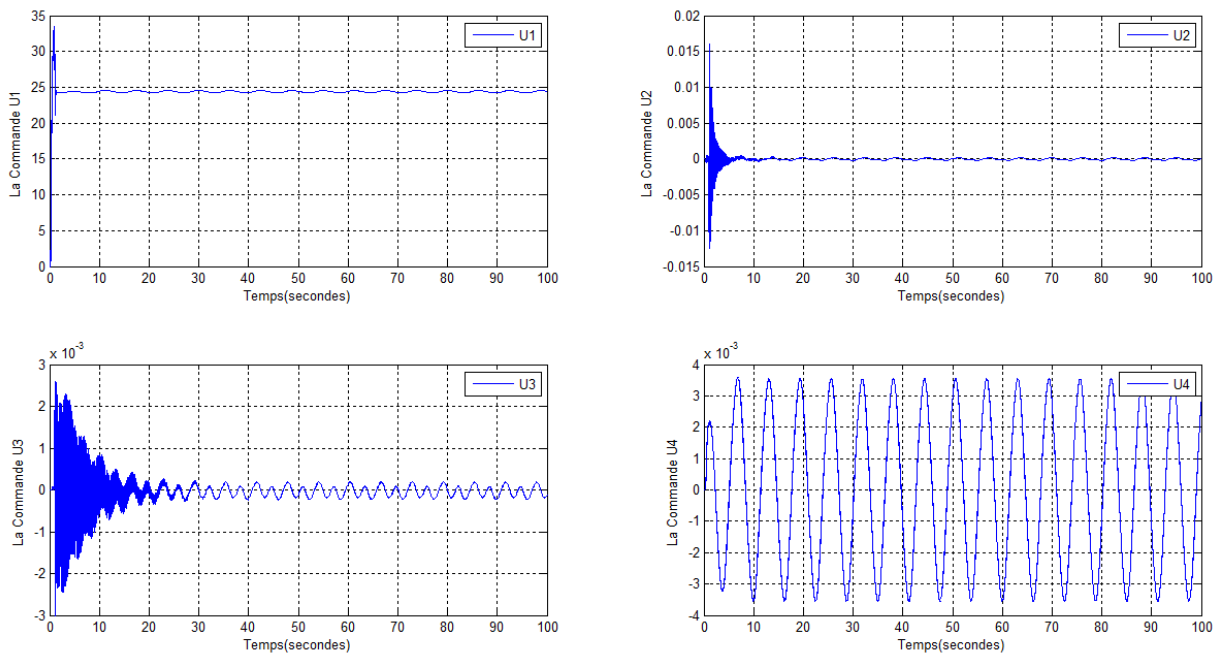 35
30
25
20
15
10
5
0
La Commande U1
U1
0 10 20 30 40 50 60 70 80 90 100
Temps(secondes)
0.02
0.015
0.01
0.005
0
-0.005
-0.01
-0.015
La Commande U2
U2
0 10 20 30 40 50 60 70 80 90 100
Temps(secondes)
x 10⁻³
3
2
1
0
-1
-2
-3
La Commande U3
U3
0 10 20 30 40 50 60 70 80 90 100
Temps(secondes)
x 10⁻³
4
3
2
1
0
-1
-2
-3
-4
La Commande U4
U4
0 10 20 30 40 50 60 70 80 90 100
Temps(secondes)